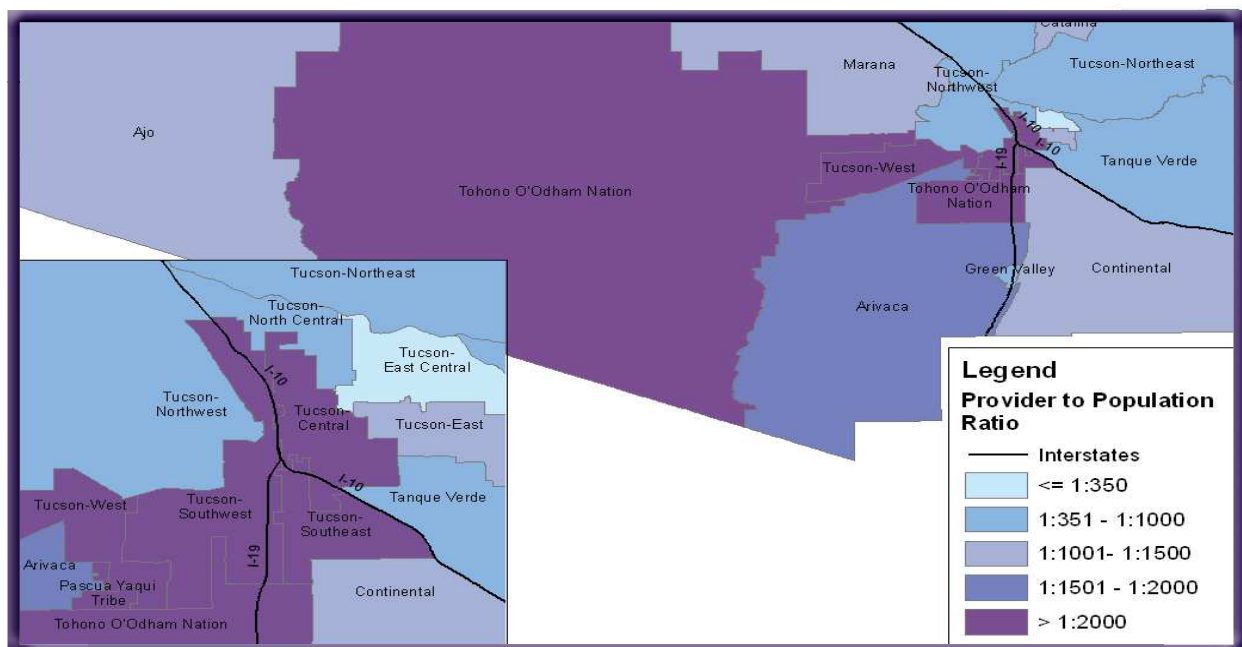 Catalina
Tucson-Northeast
Marana
Tucson-
Northwest
Ajo
I-10
I-10
I-19
Tanque Verde
Tucson-West
Tohono O'Odham Nation
Tohono O'Odham
Nation
Green Valley
Continental
Arivaca
Tucson-Northeast
Tucson-
North Central
Tucson-
East Central
I-10
Tucson-
Northwest
Tucson-
Central
Tucson-East
I-10
Tanque Verde
Tucson-West
Tucson-
Southwest
Tucson-
Southeast
I-19
Arivaca
Pascua Yaqui
Tribe
Continental
Tohono O'Odham Nation
Legend
Provider to Population
Ratio
Interstates
<= 1:350
1:351 - 1:1000
1:1001- 1:1500
1:1501 - 1:2000
> 1:2000